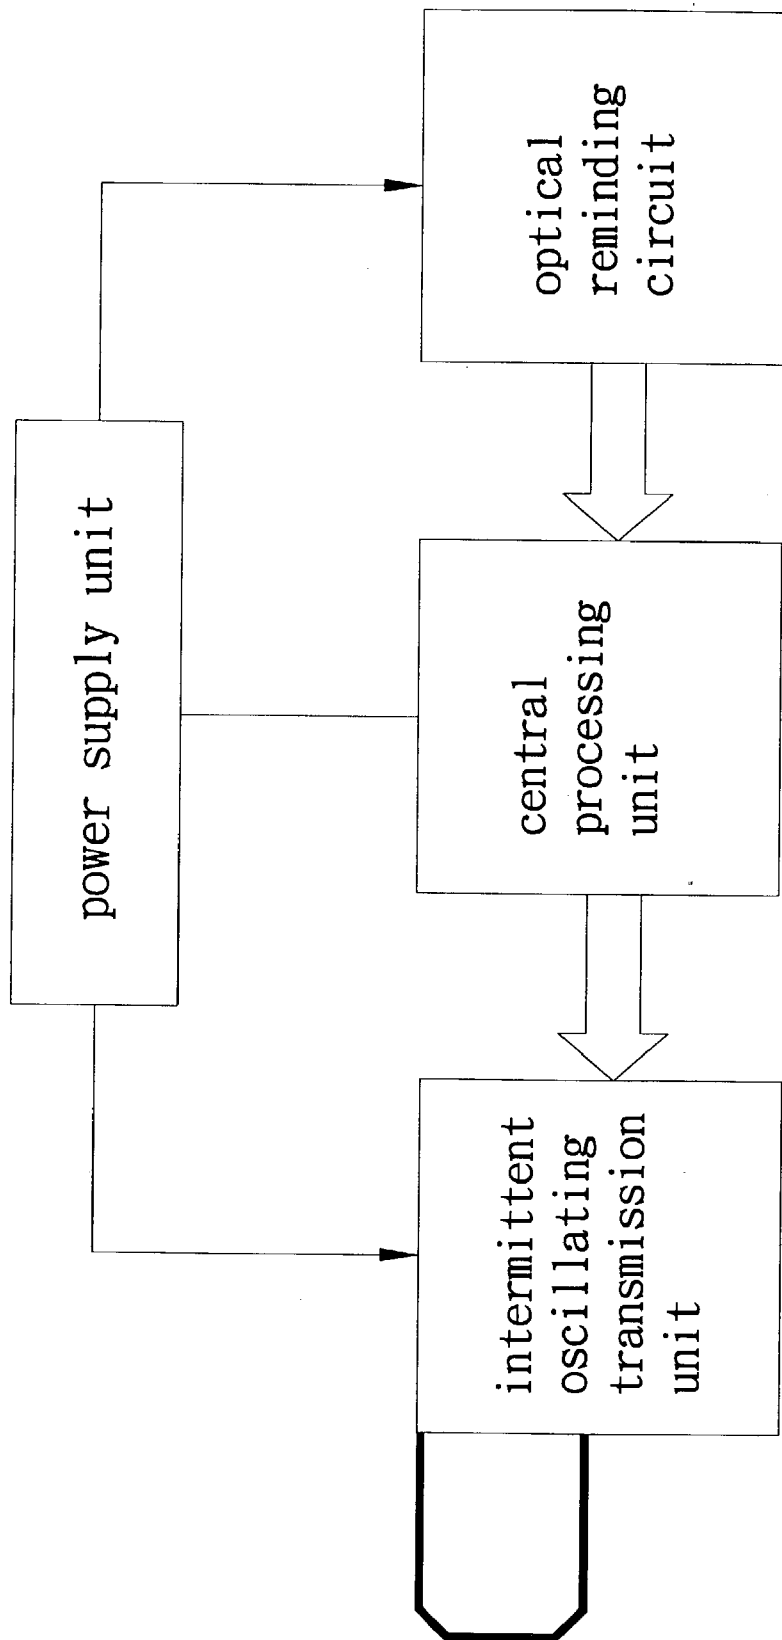 power supply unit
intermittent
oscillating
transmission
unit
central
processing
unit
optical
reminding
circuit